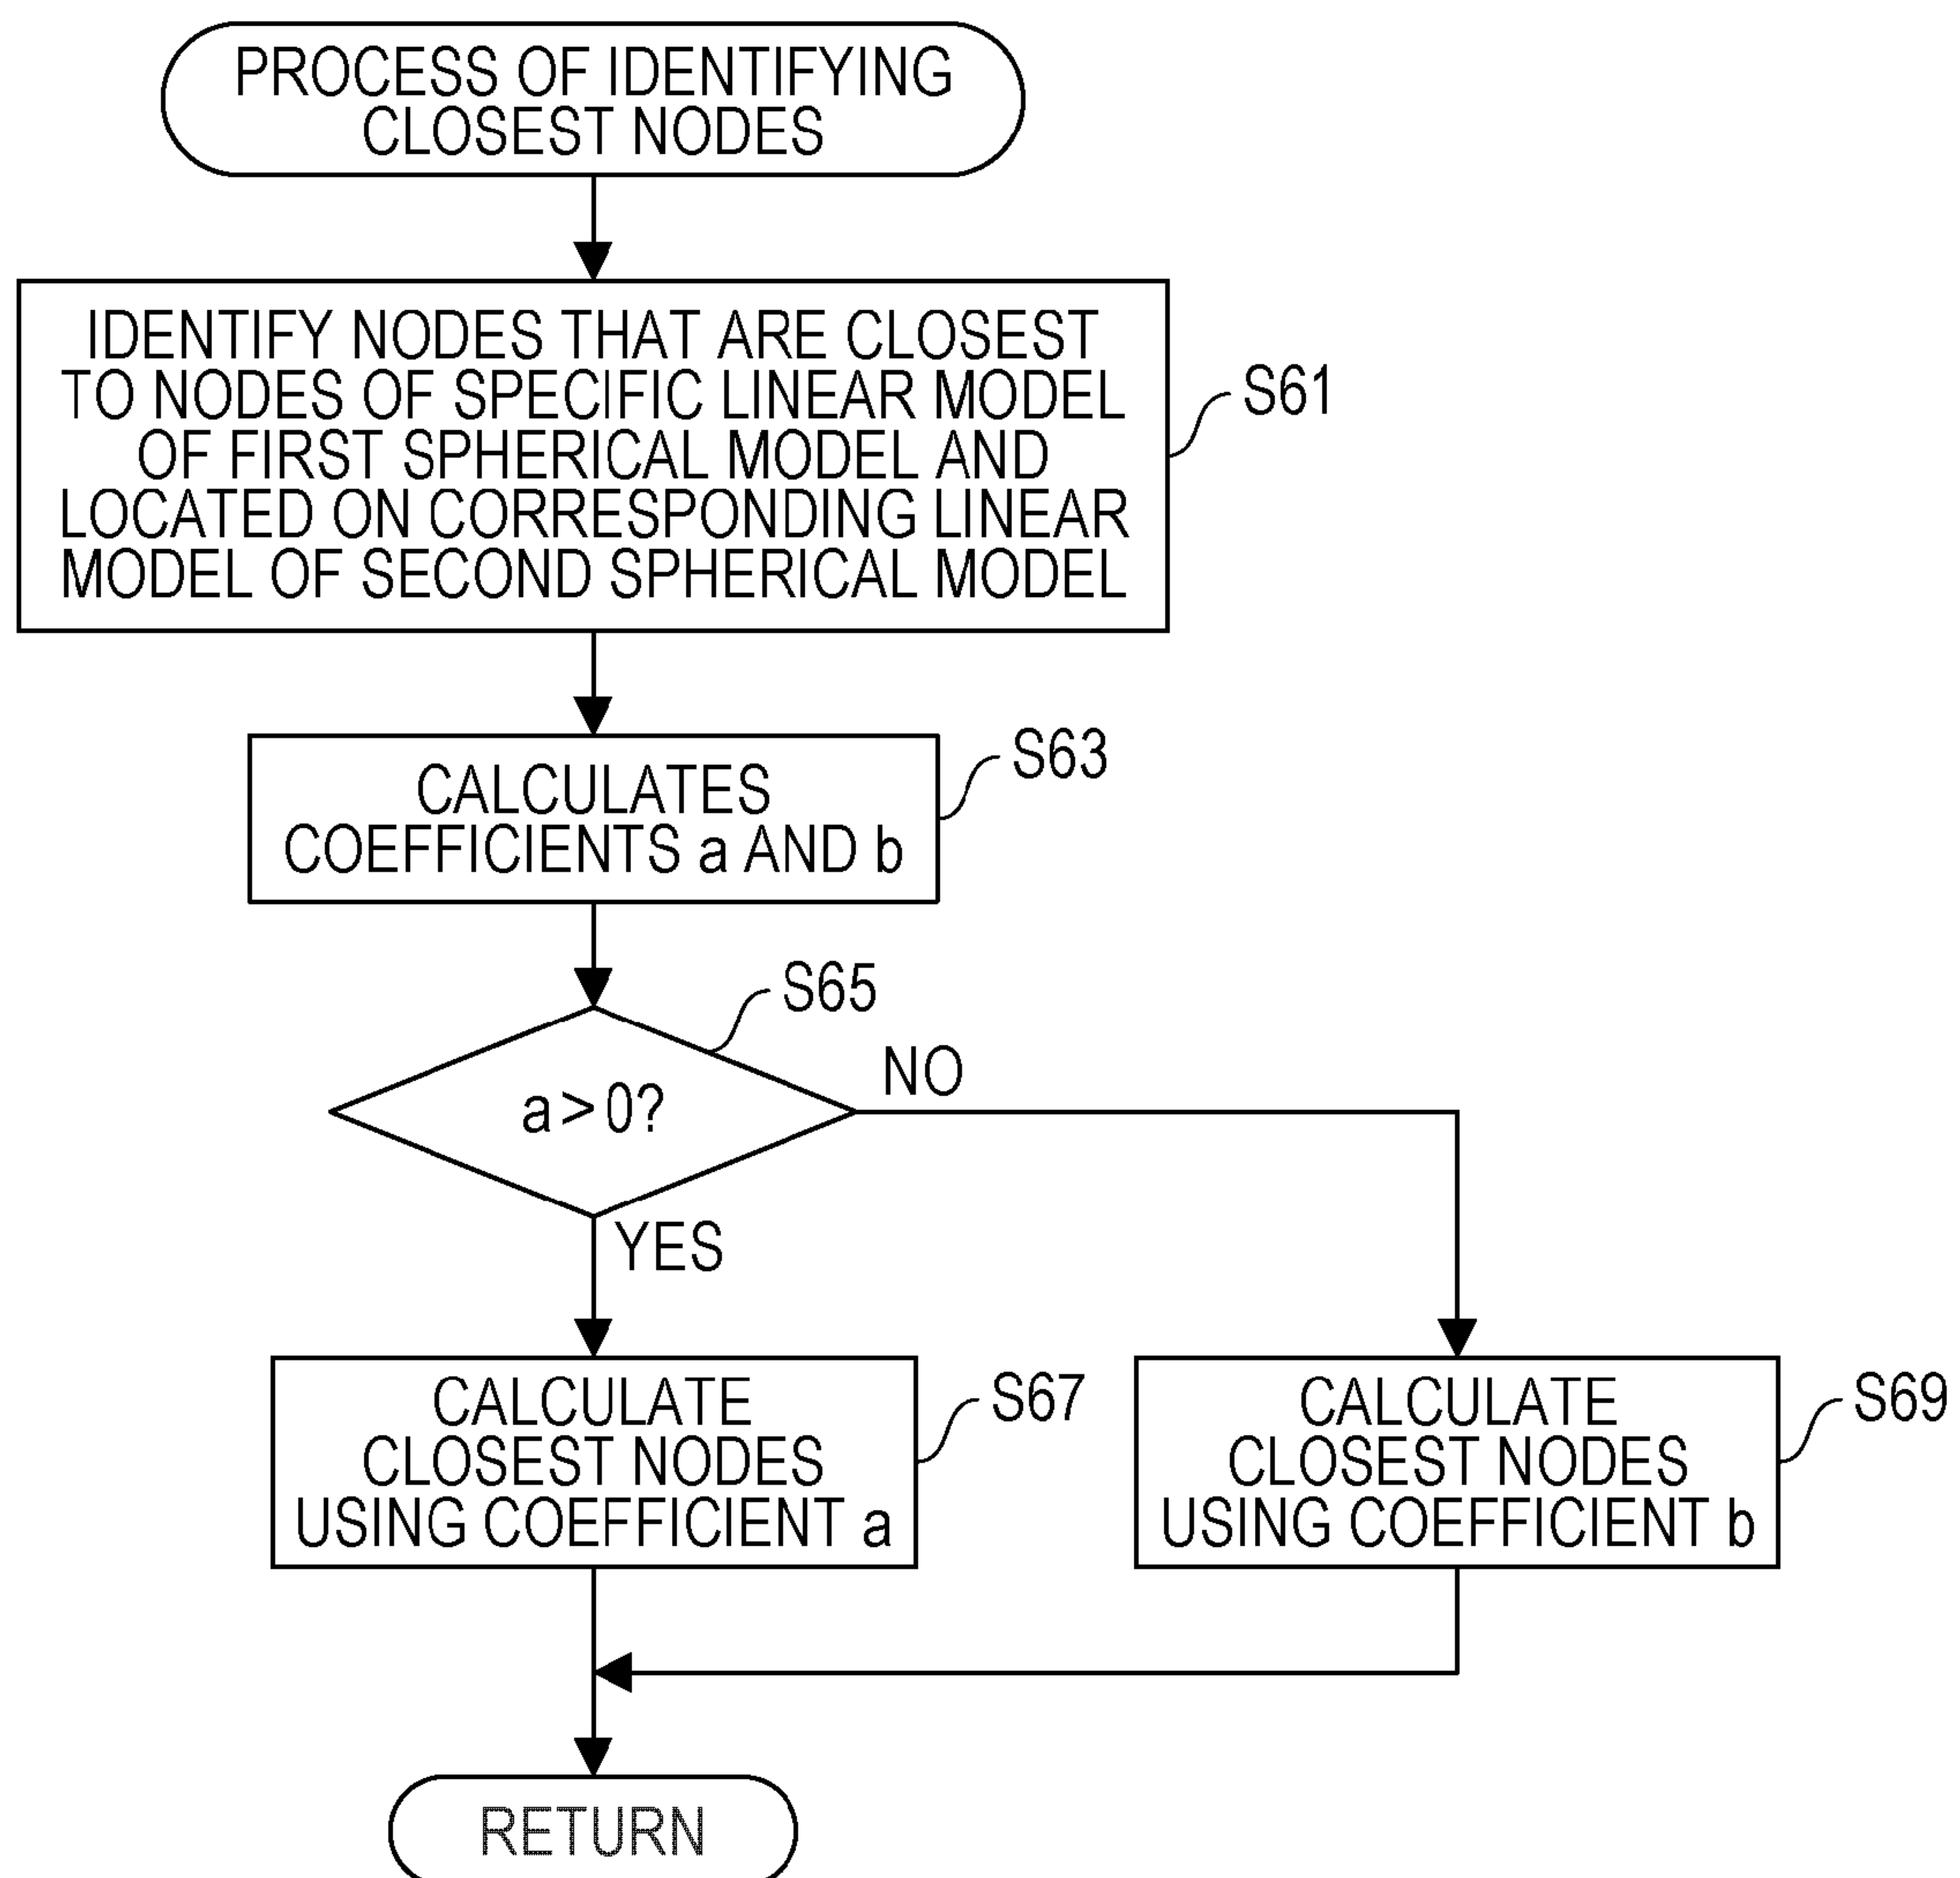 PROCESS OF IDENTIFYING
CLOSEST NODES
IDENTIFY NODES THAT ARE CLOSEST
TO NODES OF SPECIFIC LINEAR MODEL
OF FIRST SPHERICAL MODEL AND
LOCATED ON CORRESPONDING LINEAR
MODEL OF SECOND SPHERICAL MODEL
S61
CALCULATES
COEFFICIENTS a AND b
S63
S65
a > 0?
NO
YES
CALCULATE
CLOSEST NODES
USING COEFFICIENT a
S67
CALCULATE
CLOSEST NODES
USING COEFFICIENT b
S69
RETURN